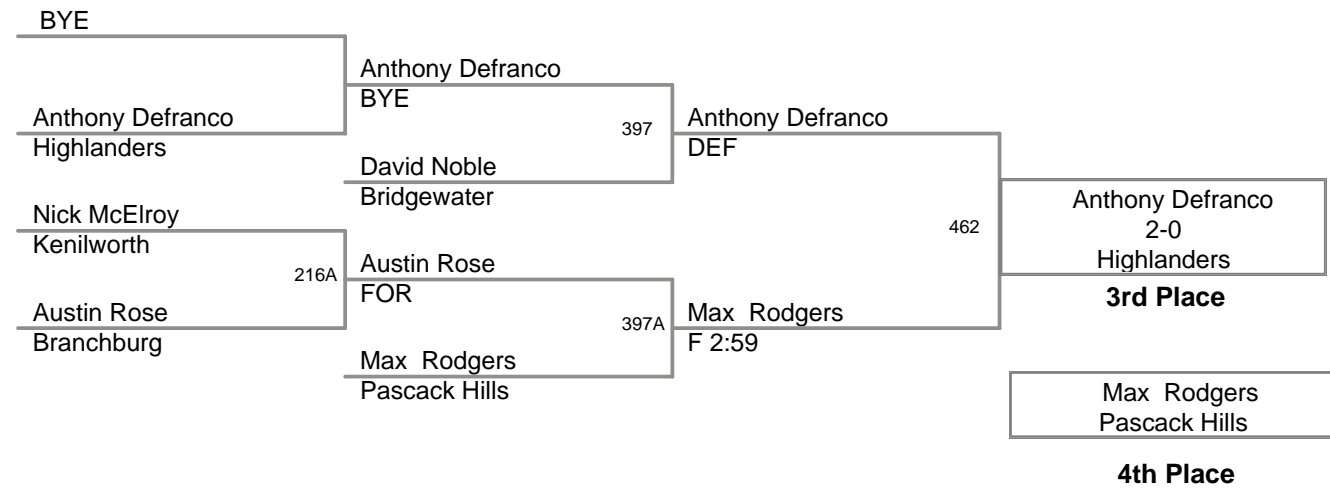 BYE
Anthony Defranco
BYE
Anthony Defranco
Highlanders
397
Anthony Defranco
DEF
David Noble
Bridgewater
Nick McElroy
Kenilworth
216A
Austin Rose
FOR
Austin Rose
Branchburg
397A
Max Rodgers
F 2:59
Max Rodgers
Pascack Hills
462
Anthony Defranco
2-0
Highlanders
3rd Place
Max Rodgers
Pascack Hills
4th Place